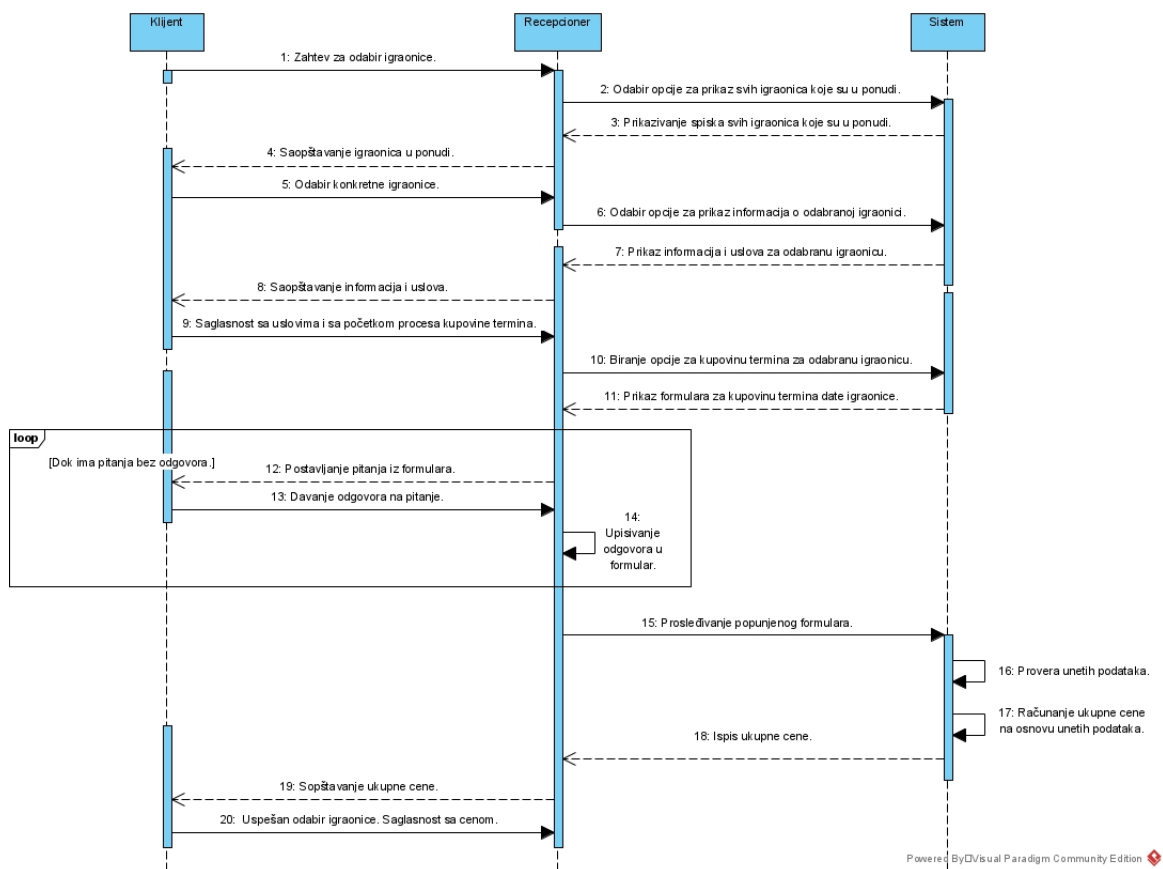 Klijent
Recepcioner
Sistem
1: Zahtev za odabir igraonice.
2: Odabir opcije za prikaz svih igraonica koje su u ponudi.
3: Prikazivanje spiska svih igraonica koje su u ponudi.
4: Saopštavanje igraonica u ponudi.
5: Odabir konkretne igraonice.
6: Odabir opcije za prikaz informacija o odabranoj igraonici.
7: Prikaz informacija i uslova za odabranu igraonicu.
8: Saopštavanje informacija i uslova.
9: Saglasnost sa uslovima i sa početkom procesa kupovine termina.
10: Biranje opcije za kupovinu termina za odabranu igraonicu.
11: Prikaz formulara za kupovinu termina date igraonice.
loop
[Dok ima pitanja bez odgovora.]
12: Postavljanje pitanja iz formulara.
13: Davanje odgovora na pitanje.
14:
Upisivanje
odgovora u
formular.
15: Prosleđivanje popunjenog formulara.
16: Provera unetih podataka.
17: Računanje ukupne cene
na osnovu unetih podataka.
18: Ispis ukupne cene.
19: Sopštavanje ukupne cene.
20: Uspešan odabir igraonice. Saglasnost sa cenom.
Powered By□Visual Paradigm Community Edition